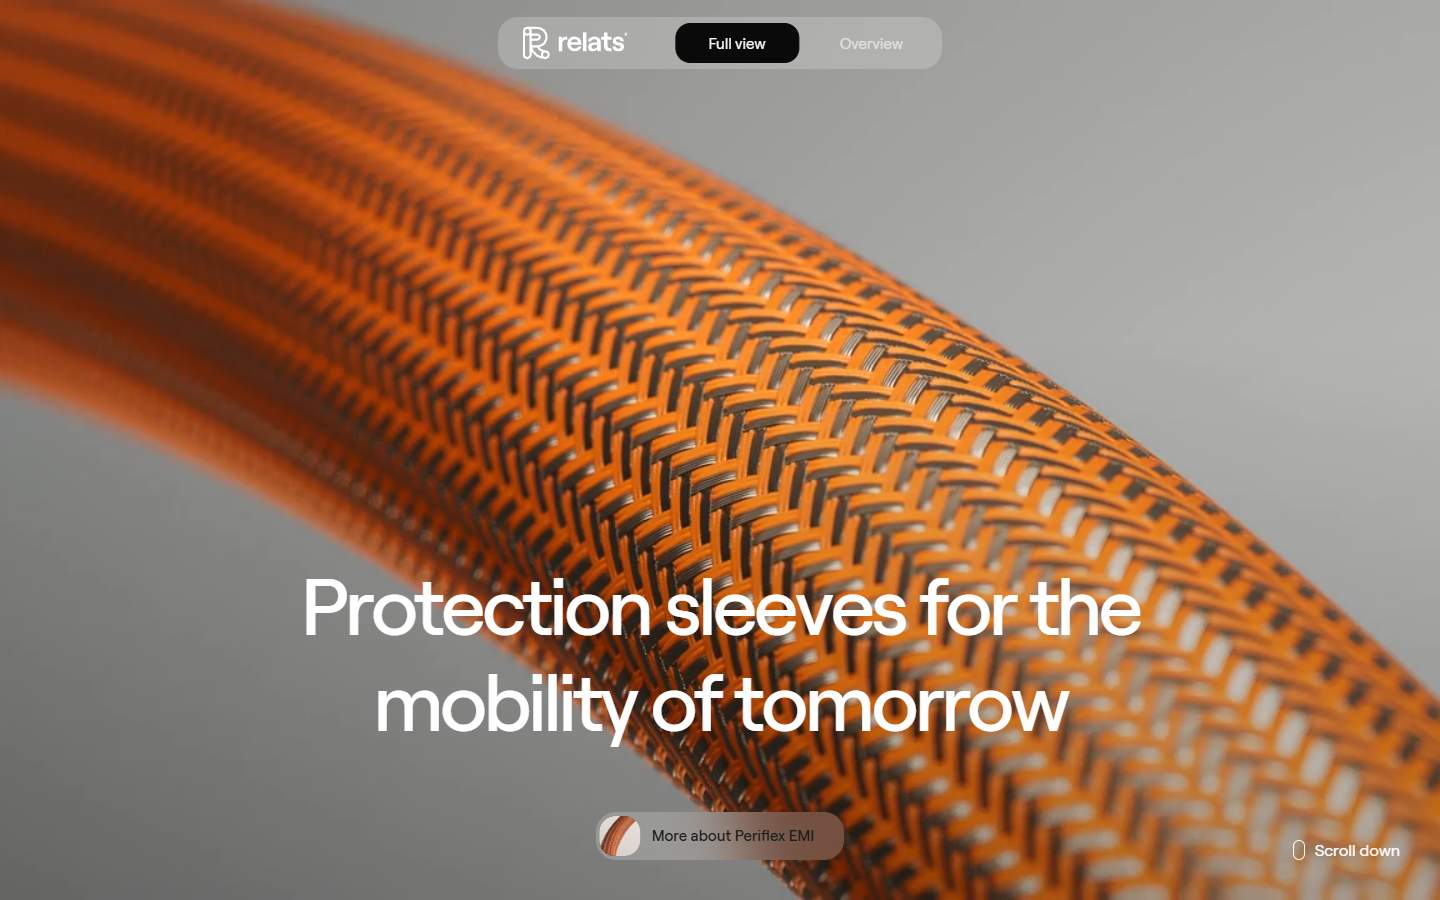 relats
Full view
Overview
Protection sleeves for the
mobility of tomorrow
More about Periflex EMI
Scroll down